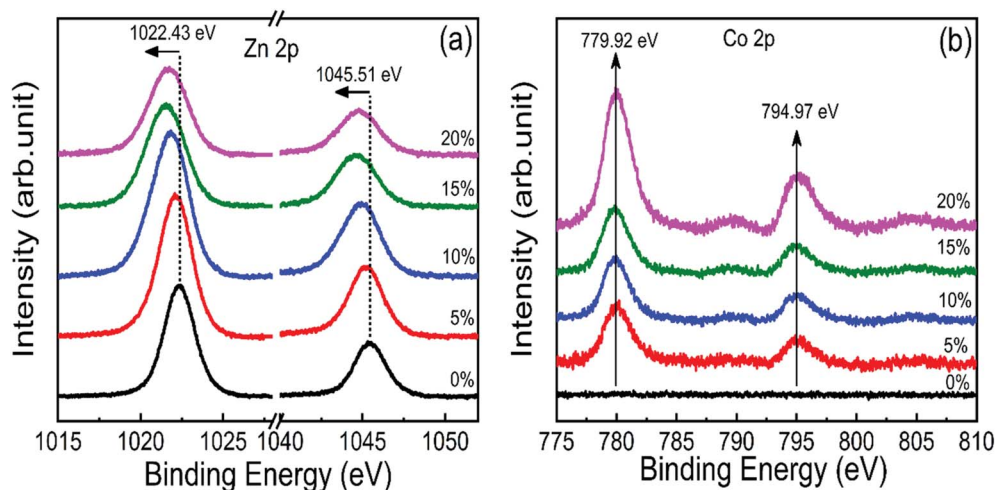 1022.43 eV
Zn 2p
(a)
1045.51 eV
20%
15%
10%
5%
0%
Intensity (arb.unit)
1015 1020 1025 1040 1045 1050
Binding Energy (eV)
779.92 eV
Co 2p
(b)
794.97 eV
20%
15%
10%
5%
0%
Intensity (arb.unit)
775 780 785 790 795 800 805 810
Binding Energy (eV)